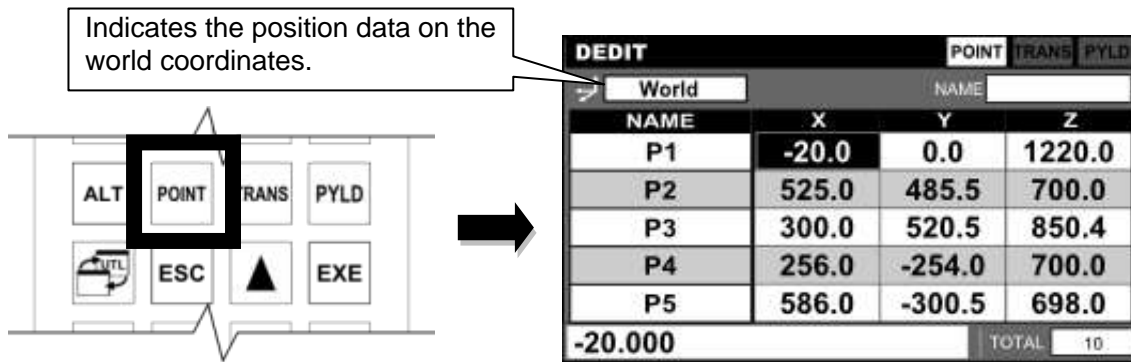 Indicates the position data on the
world coordinates.
DEDIT POINT TRANS PYLD
World NAME
NAME X Y Z
P1 -20.0 0.0 1220.0
P2 525.0 485.5 700.0
P3 300.0 520.5 850.4
P4 256.0 -254.0 700.0
P5 586.0 -300.5 698.0
-20.000 TOTAL 10
ALT POINT RANS PYLD
UTL ESC EXE